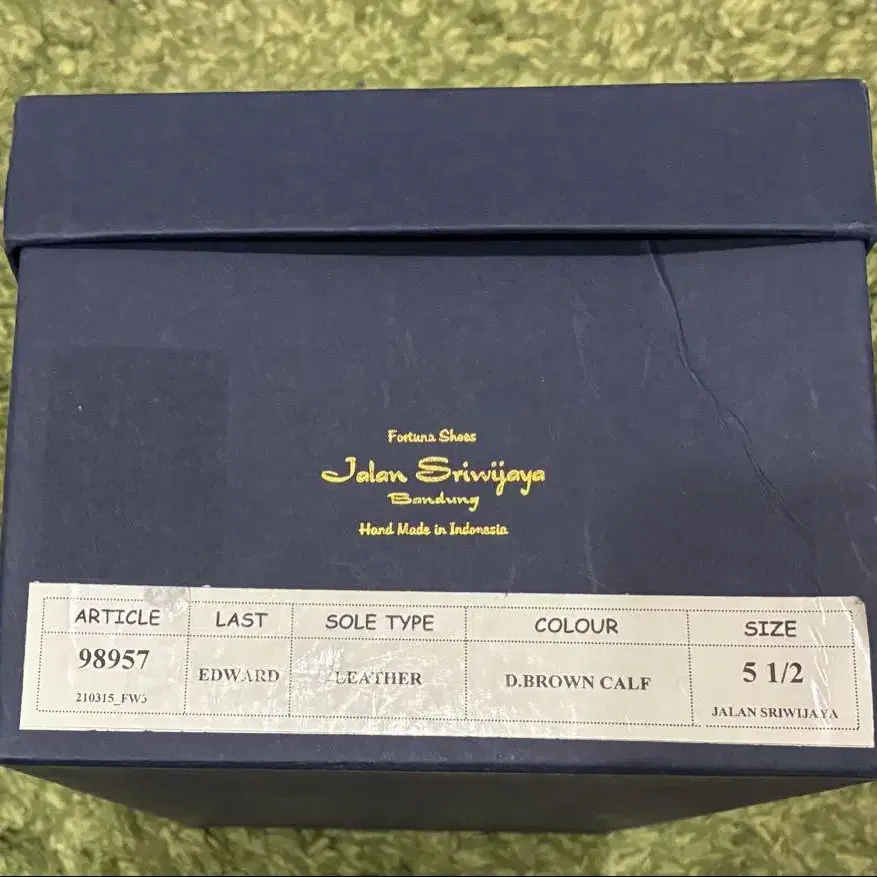 Fortuna Shoes
Jalan Sriwijaya
Bandung
Hand Made in Indonesia
ARTICLE LAST SOLE TYPE COLOUR SIZE
98957 EDWARD LEATHER D.BROWN CALF 5 1/2
210315_FW3 JALAN SRIWIJAYA